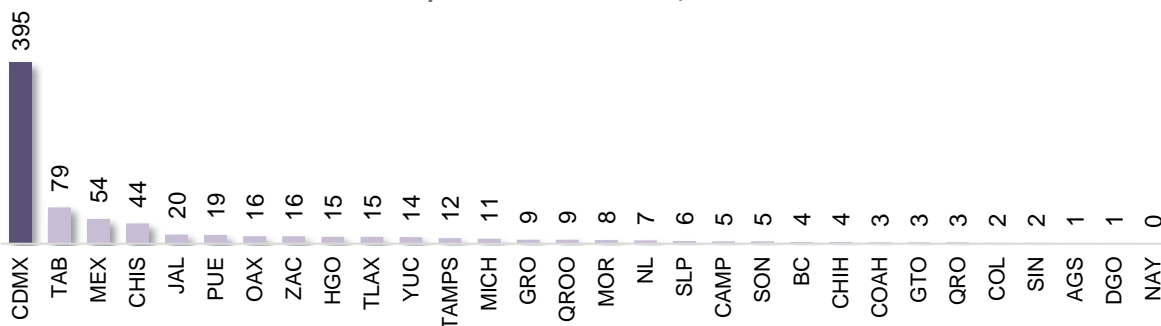 395
79
54
44
20
19
16
16
15
15
14
12
11
9
9
8
7
6
5
5
4
4
3
3
3
2
2
1
1
0
CDMX
TAB
MEX
CHIS
JAL
PUE
OAX
ZAC
HGO
TLAX
YUC
TAMPS
MICH
GRO
QROO
MOR
NL
SLP
CAMP
SON
BC
CHIH
COAH
GTO
QRO
COL
SIN
AGS
DGO
NAY